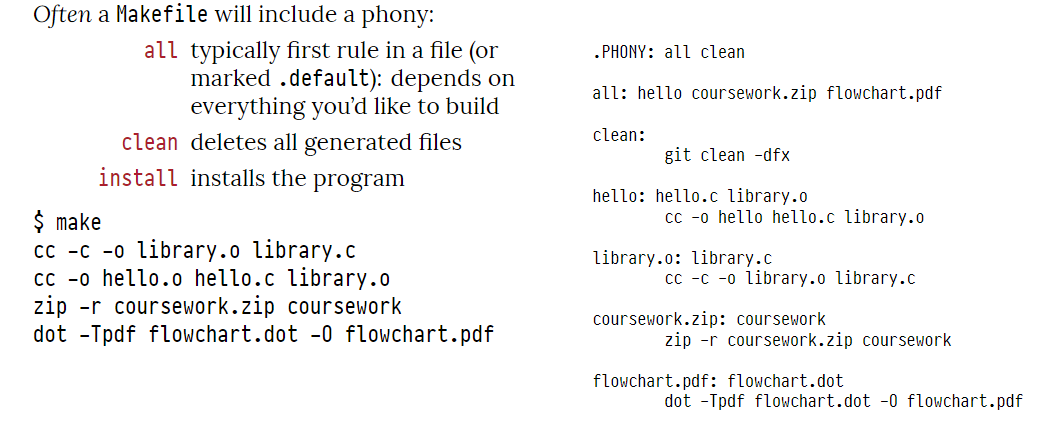 Often a Makefile will include a phony:
all typically first rule in a file (or
marked .default): depends on
everything you’d like to build
clean deletes all generated files
install installs the program
$ make
cc -c -o library.o library.c
cc -o hello.o hello.c library.o
zip -r coursework.zip coursework
dot -Tpdf flowchart.dot -O flowchart.pdf
.PHONY: all clean
all: hello coursework.zip flowchart.pdf
clean:
git clean -dfx
hello: hello.c library.o
cc -o hello hello.c library.o
library.o: library.c
cc -c -o library.o library.c
coursework.zip: coursework
zip -r coursework.zip coursework
flowchart.pdf: flowchart.dot
dot -Tpdf flowchart.dot -O flowchart.pdf